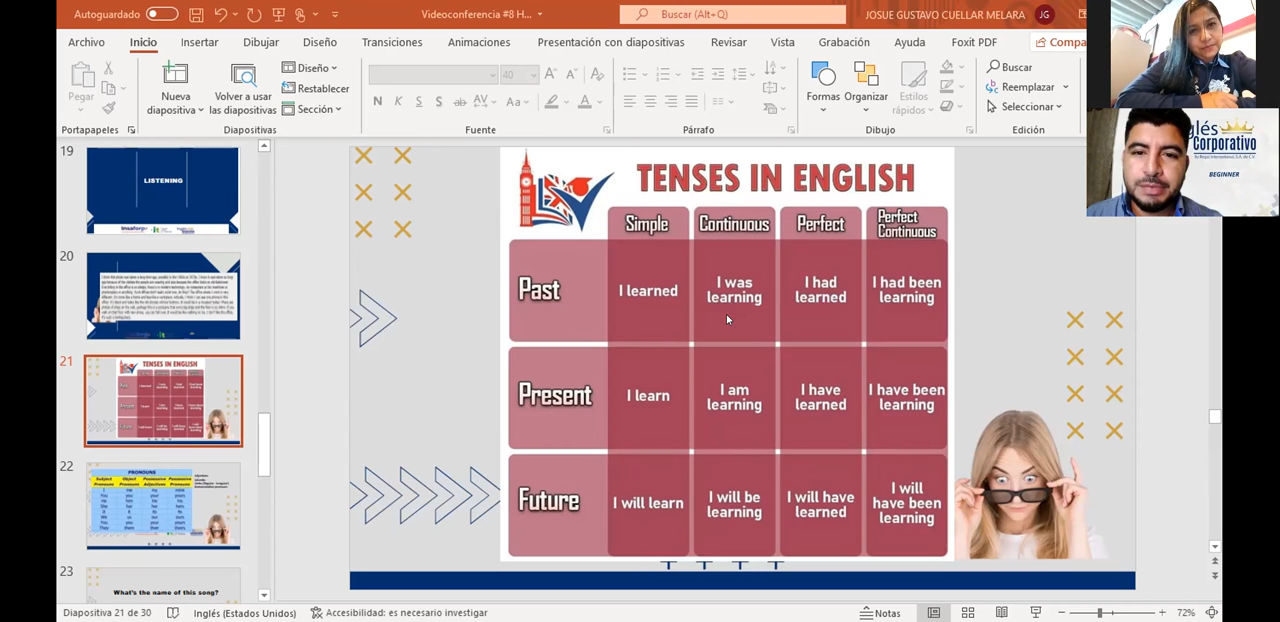 Autoguardado
Videoconferencia #8 H...
Buscar (Alt+Q)
JOSUE GUSTAVO CUELLAR MELARA
JG
Archivo
Inicio
Insertar
Dibujar
Diseño
Transiciones
Animaciones
Presentación con diapositivas
Revisar
Vista
Grabación
Ayuda
Foxit PDF
Compa
Pegar
Nueva
diapositiva
Volver a usar
las diapositivas
Diseño
Restablecer
Sección
40
Formas
Organizar
Estilos
rápidos
Buscar
Reemplazar
Seleccionar
Portapapeles
Diapositivas
Fuente
Párrafo
Dibujo
Edición
glés
Corporativo
BEGINNER
19
LISTENING
20
21
TENSES IN ENGLISH
22
PRONOUNS
23
What's the name of this song?
TENSES IN ENGLISH
Simple
Continuous
Perfect
Perfect
Continuous
Past
I learned
I was
learning
I had
learned
I had been
learning
Present
I learn
I am
learning
I have
learned
I have been
learning
Future
I will learn
I will be
learning
I will have
learned
I will
have been
learning
Diapositiva 21 de 30
Inglés (Estados Unidos)
Accesibilidad: es necesario investigar
Notas
72%